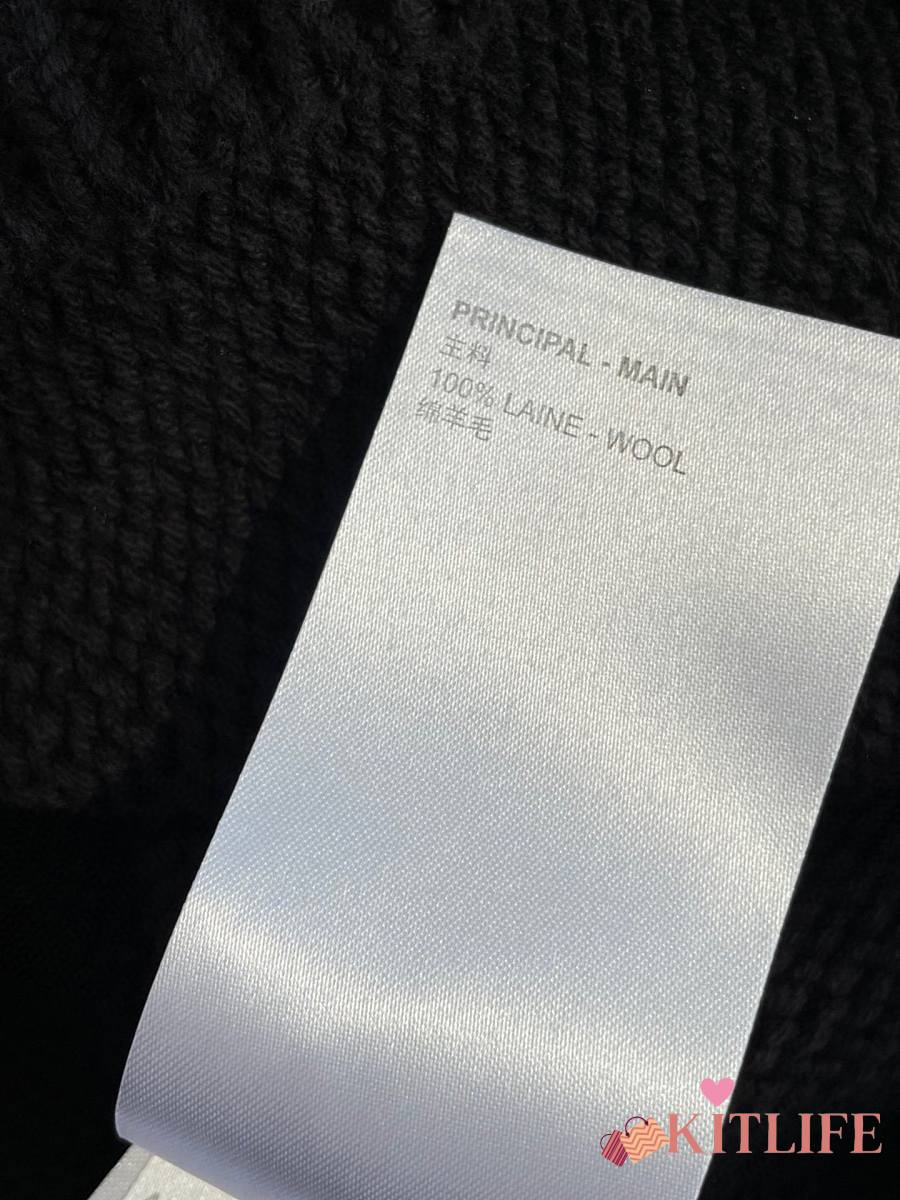 PRINCIPAL - MAIN
主料
100% LAINE - WOOL
绵羊毛
KITLIFE